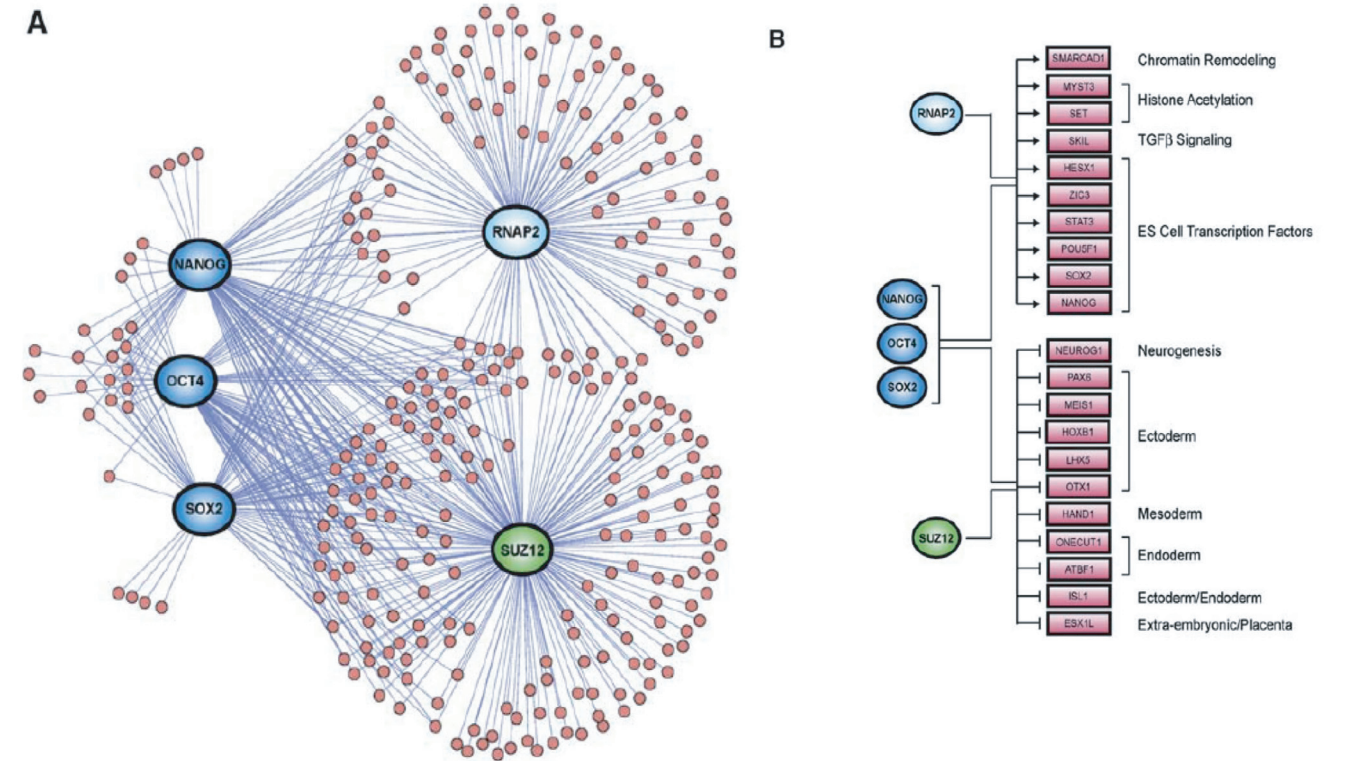 A
NANOG
OCT4
SOX2
RNAP2
SUZ12
B
RNAP2
NANOG
OCT4
SOX2
SUZ12
SMARCAD1
Chromatin Remodeling
MYST3
SET
Histone Acetylation
SKIL
TGFβ Signaling
HESX1
ZIC3
STAT3
POU5F1
SOX2
NANOG
ES Cell Transcription Factors
NEUROG1
Neurogenesis
PAX6
MEIS1
HOXB1
LHX5
OTX1
Ectoderm
HAND1
Mesoderm
ONECUT1
ATBF1
Endoderm
ISL1
Ectoderm/Endoderm
ESX1L
Extra-embryonic/Placenta